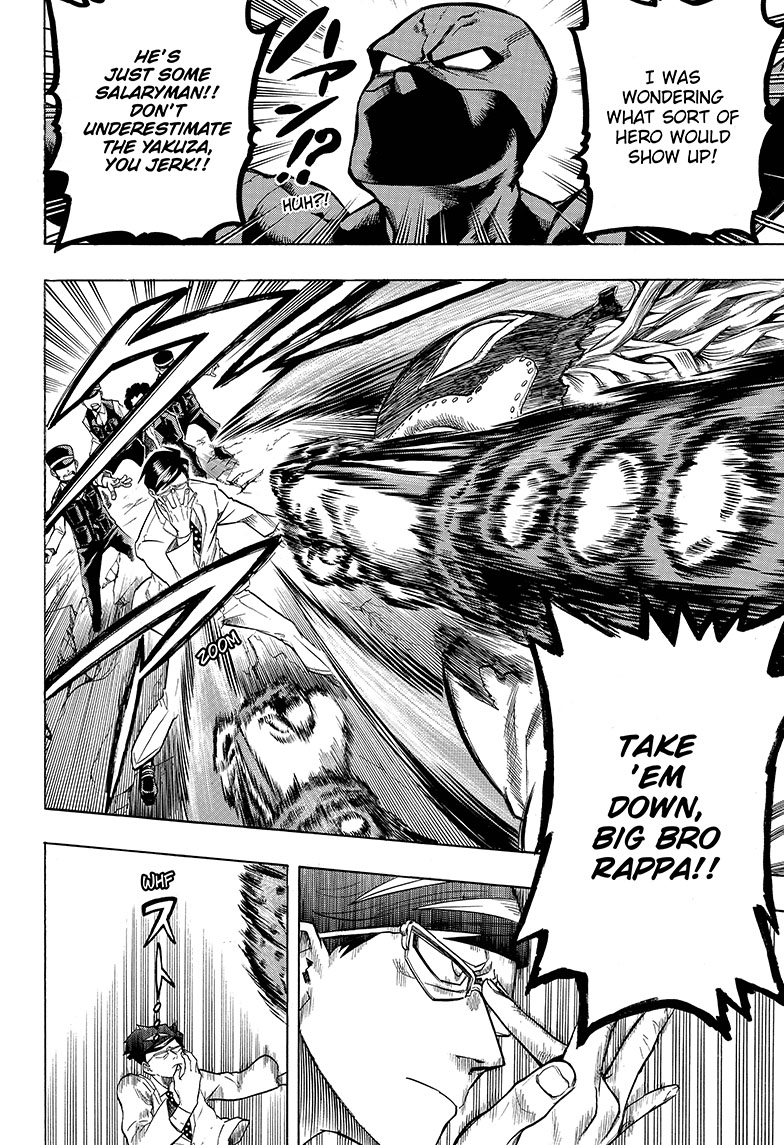 I WAS
WONDERING
WHAT SORT OF
HERO WOULD
SHOW UP!
ファン!?
HUH?!
HE'S
JUST SOME
SALARYMAN!!
DON'T
UNDERESTIMATE
THE YAKUZA,
YOU JERK!!
ZOOM
TAKE
'EM
DOWN,
BIG BRO
RAPPA!!
WHF
スト…